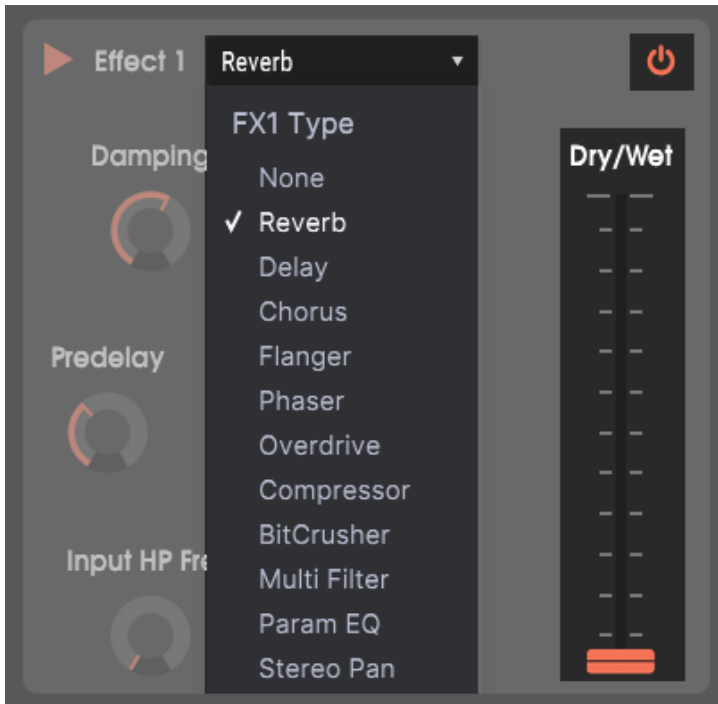 Effect 1
Reverb
Dry/Wet
Damping
Predelay
Input HP Fre
FX1 Type
None
Reverb
Delay
Chorus
Flanger
Phaser
Overdrive
Compressor
BitCrusher
Multi Filter
Param EQ
Stereo Pan